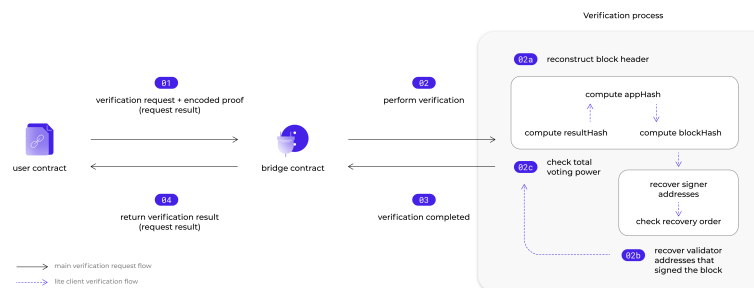 Verification process
02a
reconstruct block header
01
02
verification request + encoded proof
(request result)
perform verification
compute appHash
compute resultHash
compute blockHash
user contract
bridge contract
02c
check total
voting power
recover signer
addresses
check recovery order
04
03
return verification result
(request result)
verification completed
02b
recover validator
addresses that
signed the block
main verification request flow
lite client verification flow